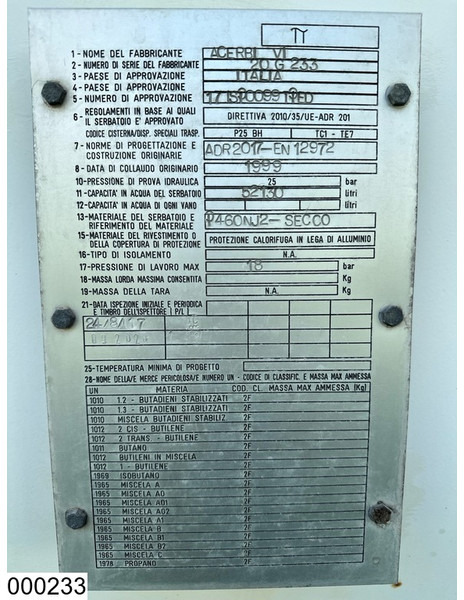 π
1 - NOME DEL FABBRICANTE ACERBI VI
2 - NUMERO DI SERIE DEL FABBRICANTE 20 G 233
3 - PAESE DI APPROVAZIONE ITALIA
4 - PAESE DI APPROVAZIONE
5 - NUMERO DI APPROVAZIONE
6 - REGOLAMENTI IN BASE AI QUALI IL SERBATOIO E' APPROVATO DIRETTIVA 2010/35/UE-ADR 201
CODICE CISTERNA/DISP. SPECIALI TRASP. P25 BH TC1 - TE7
7 - NORME DI PROGETTAZIONE E COSTRUZIONE ORIGINARIE ADR2017-EN 12972
8 - DATA DI COLLAUDO ORIGINARIO 1999
10 - PRESSIONE DI PROVA IDRAULICA 25 bar
11 - CAPACITA' IN ACQUA DEL SERBATOIO 52130 litri
12 - CAPACITA' IN ACQUA DI OGNI VANO litri
13 - MATERIALE DEL SERBATOIO E RIFERIMENTO DEL MATERIALE P460NJ2-SECCO
15 - MATERIALE DEL RIVESTIMENTO O DELLA COPERTURA DI PROTEZIONE PROTEZIONE CALORIFUGA IN LEGA DI ALLUMINIO
16 - TIPO DI ISOLAMENTO N.A.
17 - PRESSIONE DI LAVORO MAX 18 bar
18 - MASSA LORDA MASSIMA CONSENTITA Kg
19 - MASSA DELLA TARA N.A. Kg
21 - DATA ISPEZIONE INIZIALE E PERIODICA E TIMBRO DELL'ISPETTORE ( P/L )
24/8/17
25 - TEMPERATURA MINIMA DI PROGETTO
28 - NOME DELLA/E MERCE PERICOLOSA/E NUMERO UN - CODICE DI CLASSIFIC. E MASSA MAX AMMESSA
UN MATERIA COD. CL. MASSA MAX AMMESSA (Kg)
1010 1.2 - BUTADIENI STABILIZZATI 2F
1010 1.3 - BUTADIENI STABILIZZATI 2F
1010 MISCELA BUTADIENI STABILIZ 2F
1012 2 CIS - BUTILENE 2F
1012 2 TRANS - BUTILENE 2F
1011 BUTANO 2F
1012 BUTILENI IN MISCELA 2F
1012 1 - BUTILENE 2F
1969 ISOBUTANO 2F
1965 MISCELA A 2F
1965 MISCELA A0 2F
1965 MISCELA A01 2F
1965 MISCELA A02 2F
1965 MISCELA A1 2F
1965 MISCELA B 2F
1965 MISCELA B1 2F
1965 MISCELA B2 2F
1965 MISCELA C 2F
1978 PROPANO 2F
000233